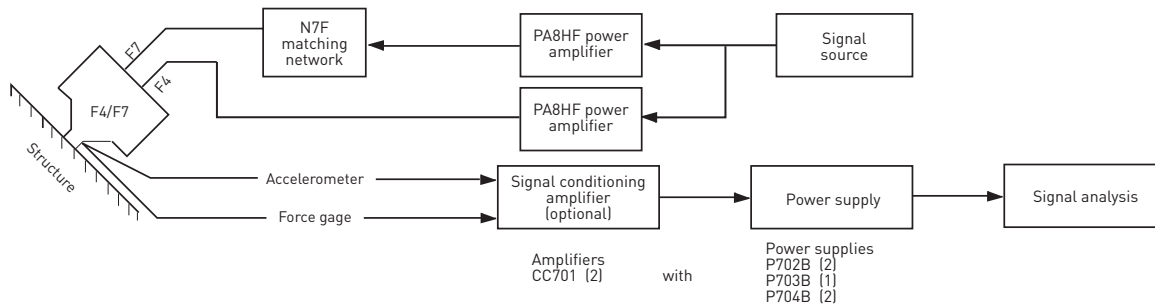 N7F
matching
network
PA8HF power
amplifier
Signal
source
F7
F4
F4/F7
PA8HF power
amplifier
Structure
Accelerometer
Force gage
Signal conditioning
amplifier
(optional)
Power supply
Signal analysis
Amplifiers
CC701 (2) with
Power supplies
P702B (2)
P703B (1)
P704B (2)